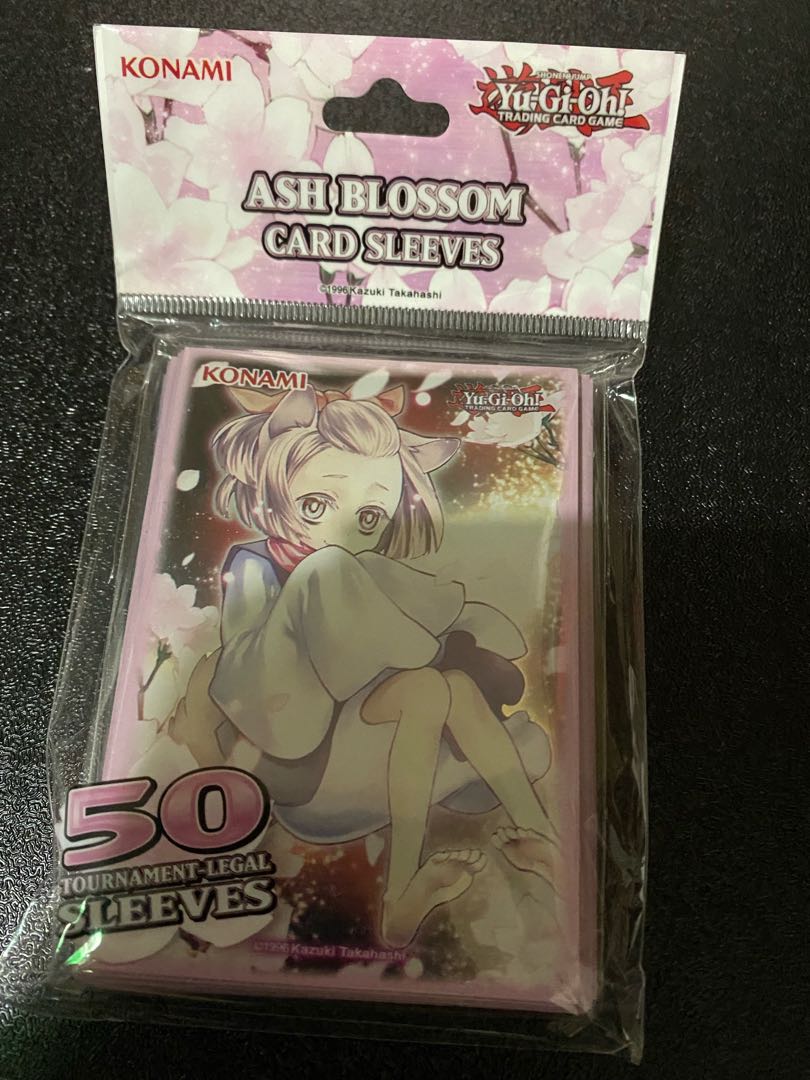 KONAMI
SHONEN JUMP
Yu-Gi-Oh!
TRADING CARD GAME
ASH BLOSSOM
CARD SLEEVES
©1996 Kazuki Takahashi
KONAMI
Yu-Gi-Oh!
TRADING CARD GAME
50
TOURNAMENT-LEGAL
SLEEVES
©1996 Kazuki Takahashi